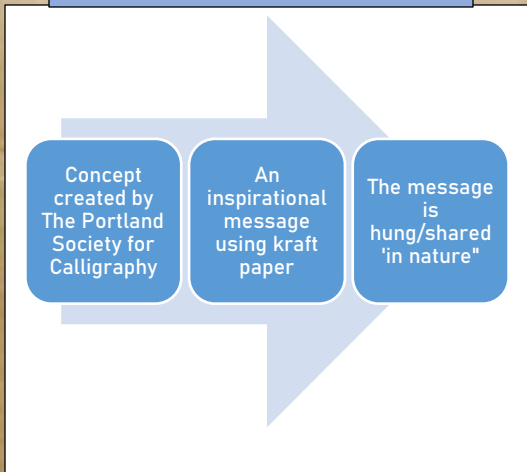 Concept
created by
The Portland
Society for
Calligraphy
An
inspirational
message
using kraft
paper
The message
is
hung/shared
'in nature"